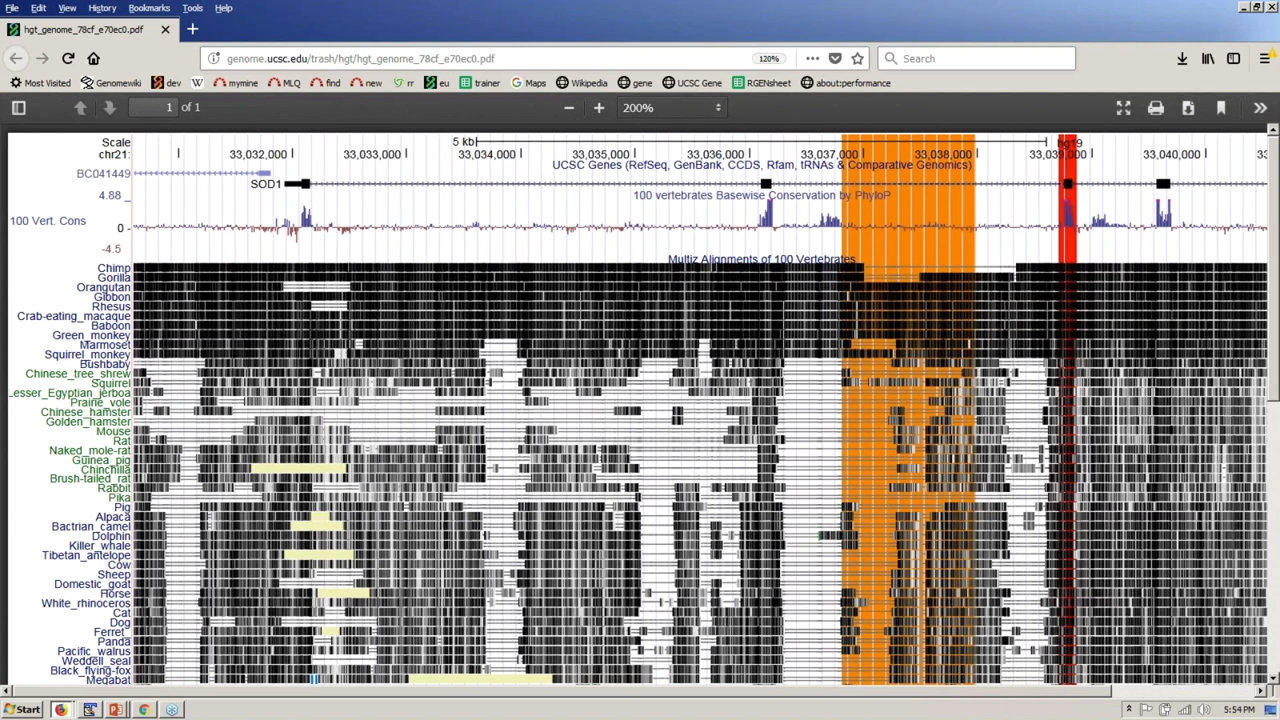 File Edit View History Bookmarks Tools Help
hgt_genome_78cf_e70ec0.pdf
genome.ucsc.edu/trash/hgt/hgt_genome_78cf_e70ec0.pdf 120% Search
Most Visited Genomewiki dev mymine MLQ find new rr eu trainer Maps Wikipedia gene UCSC Gene RGENsheet about:performance
1 of 1 200%
Scale 5 kb hg19
chr21: 33,032,000 33,033,000 33,034,000 33,035,000 33,036,000 33,037,000 33,038,000 33,039,000 33,040,000
UCSC Genes (RefSeq, GenBank, CCDS, Rfam, tRNAs & Comparative Genomics)
BC041449
SOD1
4.88 _ 100 vertebrates Basewise Conservation by PhyloP
100 Vert. Cons
0 -
-4.5
Multiz Alignments of 100 Vertebrates
Chimp
Gorilla
Orangutan
Gibbon
Rhesus
Crab-eating_macaque
Baboon
Green_monkey
Marmoset
Squirrel_monkey
Bushbaby
Chinese_tree_shrew
Squirrel
esser_Egyptian_jerboa
Prairie_vole
Chinese_hamster
Golden_hamster
Mouse
Rat
Naked_mole-rat
Guinea_pig
Chinchilla
Brush-tailed_rat
Rabbit
Pika
Pig
Alpaca
Bactrian_camel
Dolphin
Killer_whale
Tibetan_antelope
Cow
Sheep
Domestic_goat
Horse
White_rhinoceros
Cat
Dog
Ferret
Panda
Pacific_walrus
Weddell_seal
Black_flying-fox
Megabat
Start 5:54 PM